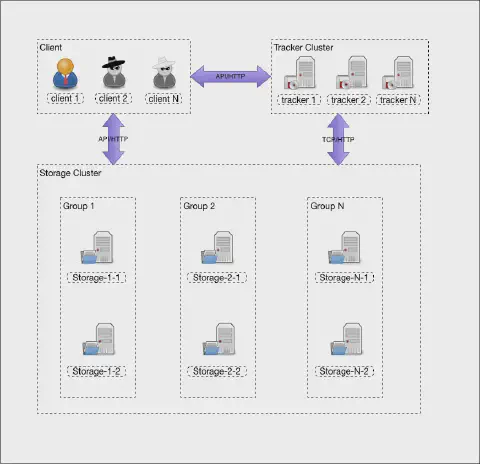 Client
Tracker Cluster
client 1
client 2
client N
API/HTTP
tracker 1
tracker 2
tracker N
API/HTTP
TCP/HTTP
Storage Cluster
Group 1
Group 2
Group N
Storage-1-1
Storage-2-1
Storage-N-1
Storage-1-2
Storage-2-2
Storage-N-2